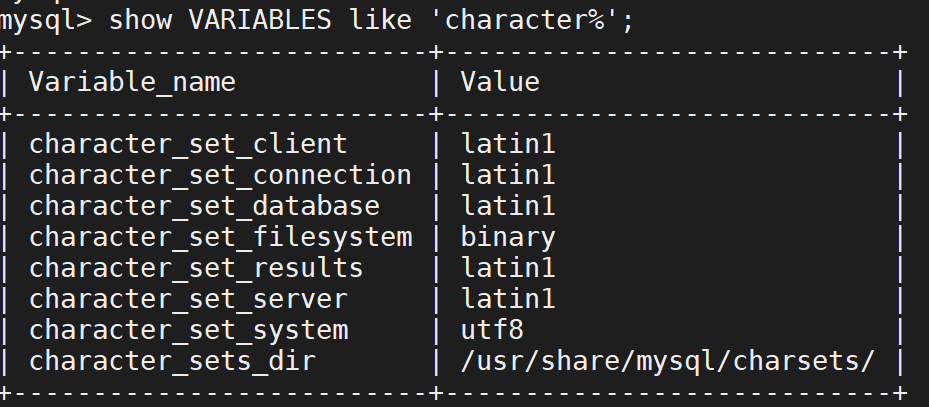 mysql> show VARIABLES like 'character%';
+--------------------------+----------------------------+
| Variable_name            | Value                      |
+--------------------------+----------------------------+
| character_set_client     | latin1                     |
| character_set_connection | latin1                     |
| character_set_database   | latin1                     |
| character_set_filesystem | binary                     |
| character_set_results    | latin1                     |
| character_set_server     | latin1                     |
| character_set_system     | utf8                       |
| character_sets_dir       | /usr/share/mysql/charsets/ |
+--------------------------+----------------------------+